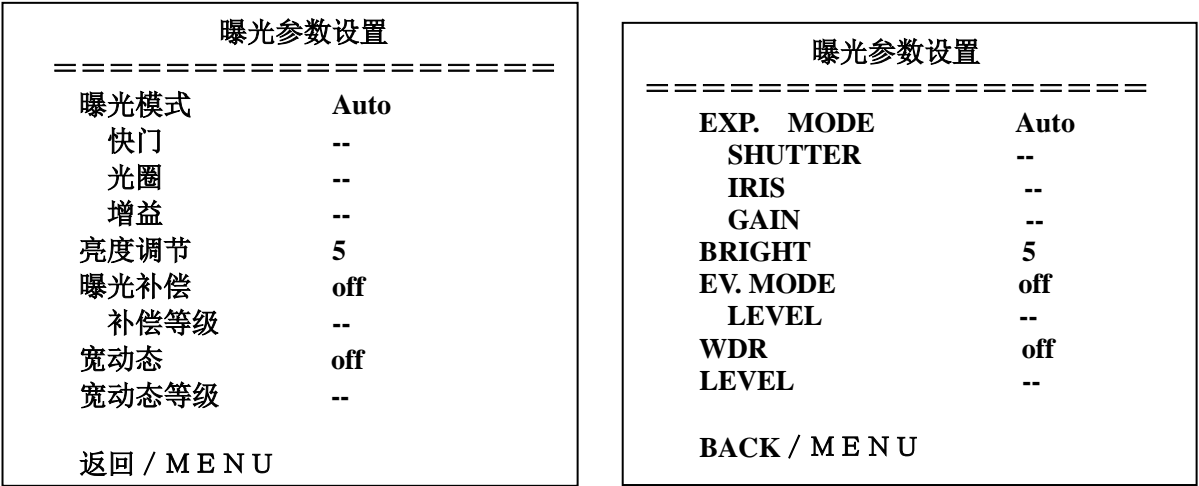 曝光参数设置
==================
曝光模式 Auto
快门 --
光圈 --
增益 --
亮度调节 5
曝光补偿 off
补偿等级 --
宽动态 off
宽动态等级 --
返回/MENU
曝光参数设置
==================
EXP. MODE Auto
SHUTTER --
IRIS --
GAIN --
BRIGHT 5
EV. MODE off
LEVEL --
WDR off
LEVEL --
BACK/MENU